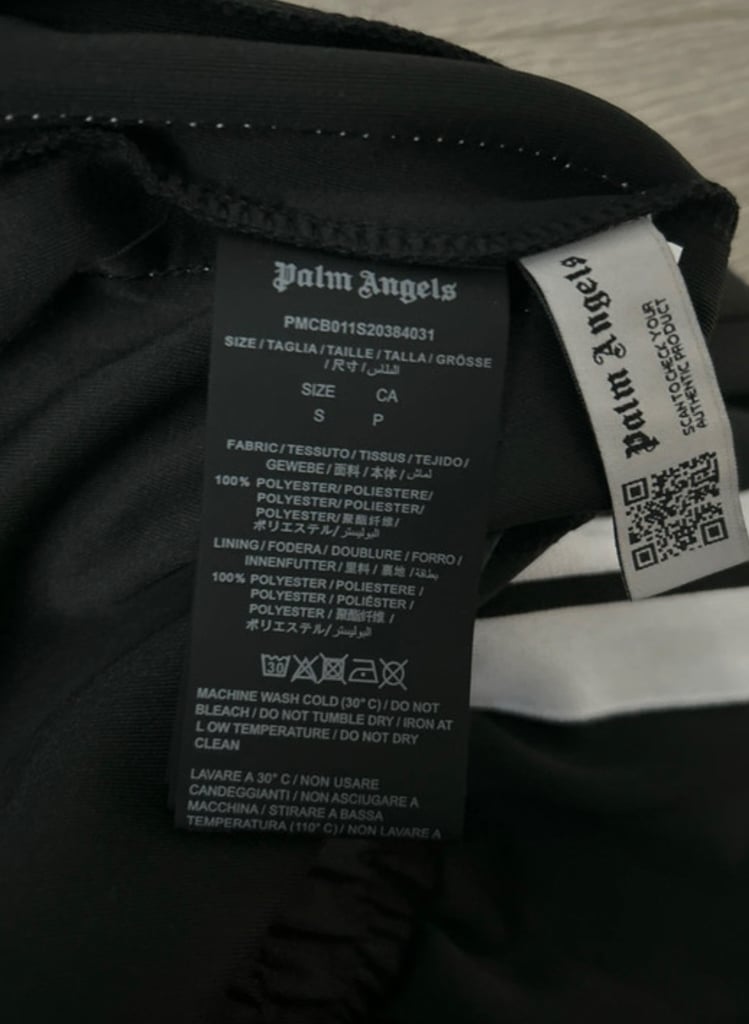 Palm Angels
PMCB011S20384031
SIZE / TAGLIA / TAILLE / TALLA / GRÖSSE
/ 尺寸 /
SIZE CA
S P
FABRIC / TESSUTO / TISSUS / TEJIDO /
GEWEBE / 面料 / 本体 / قماش
100% POLYESTER/ POLIESTERE/
POLYESTER/ POLIESTER/
POLYESTER/ 聚酯纤维/
ポリエステル/ البوليستر
LINING / FODERA / DOUBLURE / FORRO /
INNENFUTTER / 里料 / 裏地 / بطاقة
100% POLYESTER / POLIESTERE /
POLYESTER / POLIÉSTER /
POLYESTER / 聚酯纤维 /
ポリエステル/ البوليستر
30
MACHINE WASH COLD (30° C) / DO NOT
BLEACH / DO NOT TUMBLE DRY / IRON AT
L OW TEMPERATURE / DO NOT DRY
CLEAN
LAVARE A 30° C / NON USARE
CANDEGGIANTI / NON ASCIUGARE A
MACCHINA / STIRARE A BASSA
TEMPERATURA (110° C) / NON LAVARE A
Palm Angels
SCAN TO CHECK YOUR
AUTHENTIC PRODUCT